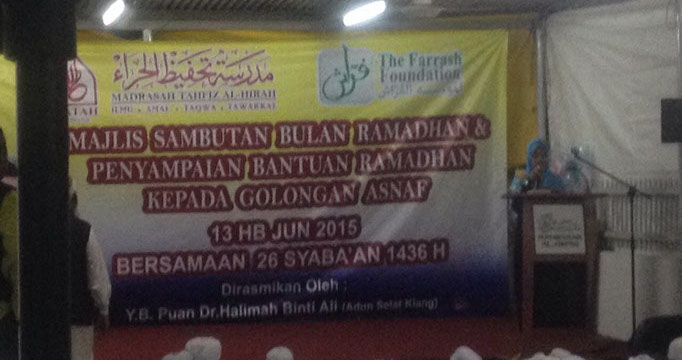 مدرسة تحفيظ الحراء
MADRASAH TAHFIZ AL-HIRAH
ILMU • AMAL • TAQWA • TAWAKKAL
ATAH
The Farrash
Foundation
فراش
MAJLIS SAMBUTAN BULAN RAMADHAN &
PENYAMPAIAN BANTUAN RAMADHAN
KEPADA GOLONGAN ASNAF
13 HB JUN 2015
BERSAMAAN 26 SYABA'AN 1436 H
Dirasmikan Oleh :
Y.B. Puan Dr.Halimah Binti Ali (Adun Selat Klang)